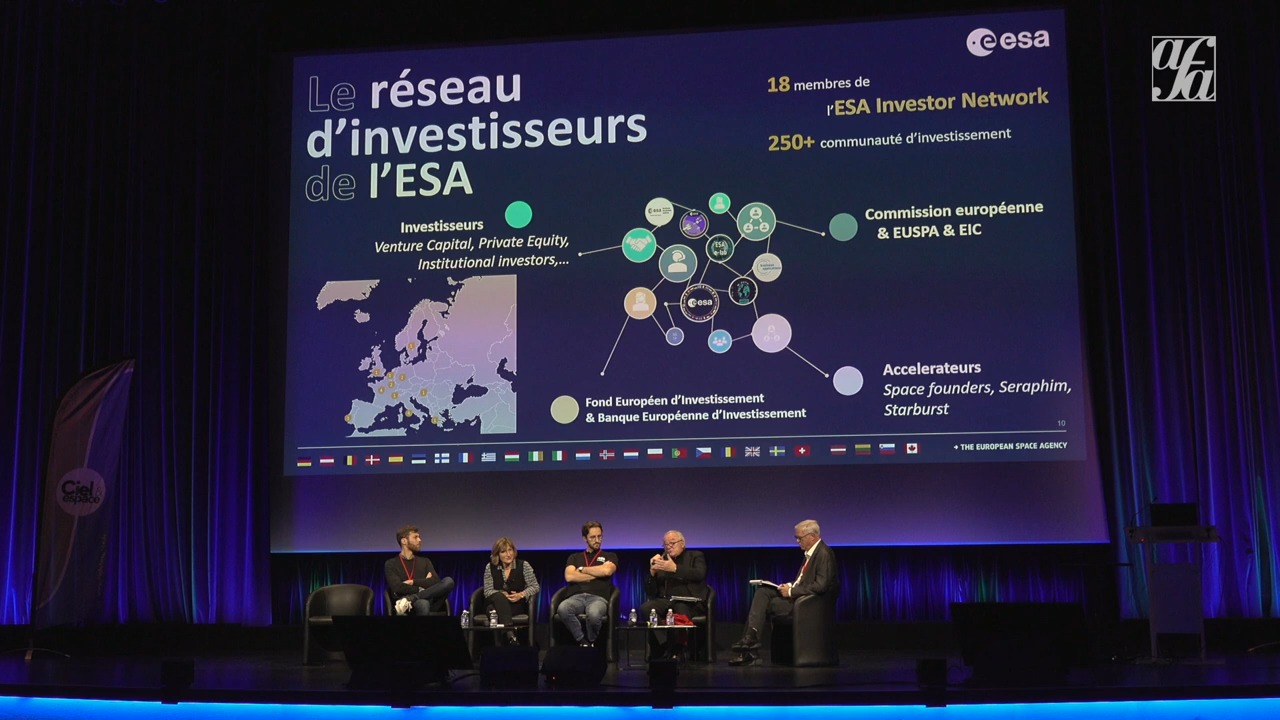 esa
afa
Le réseau
d'investisseurs
de l'ESA
18 membres de
l'ESA Investor Network
250+ communauté d'investissement
Investisseurs
Venture Capital, Private Equity,
Institutional investors,...
Commission européenne
& EUSPA & EIC
esa
esa
Accelerateurs
Space founders, Seraphim,
Starburst
Fond Européen d'Investissement
& Banque Européenne d'Investissement
10
→ THE EUROPEAN SPACE AGENCY
Ciel &
espace